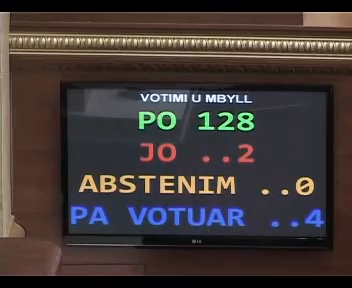 VOTIMI U MBYLL
PO 128
JO ..2
ABSTENIM ..0
PA VOTUAR ..4
LG